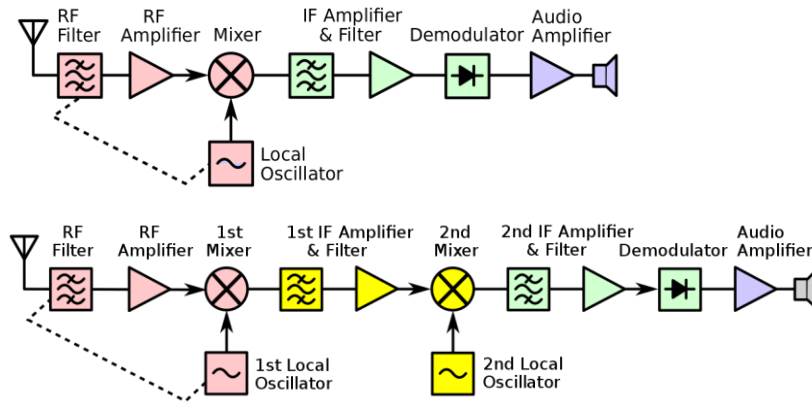 RF
Filter
RF
Amplifier
Mixer
IF Amplifier
& Filter
Demodulator
Audio
Amplifier
Local
Oscillator
RF
Filter
RF
Amplifier
1st
Mixer
1st IF Amplifier
& Filter
2nd
Mixer
2nd IF Amplifier
& Filter
Demodulator
Audio
Amplifier
1st Local
Oscillator
2nd Local
Oscillator